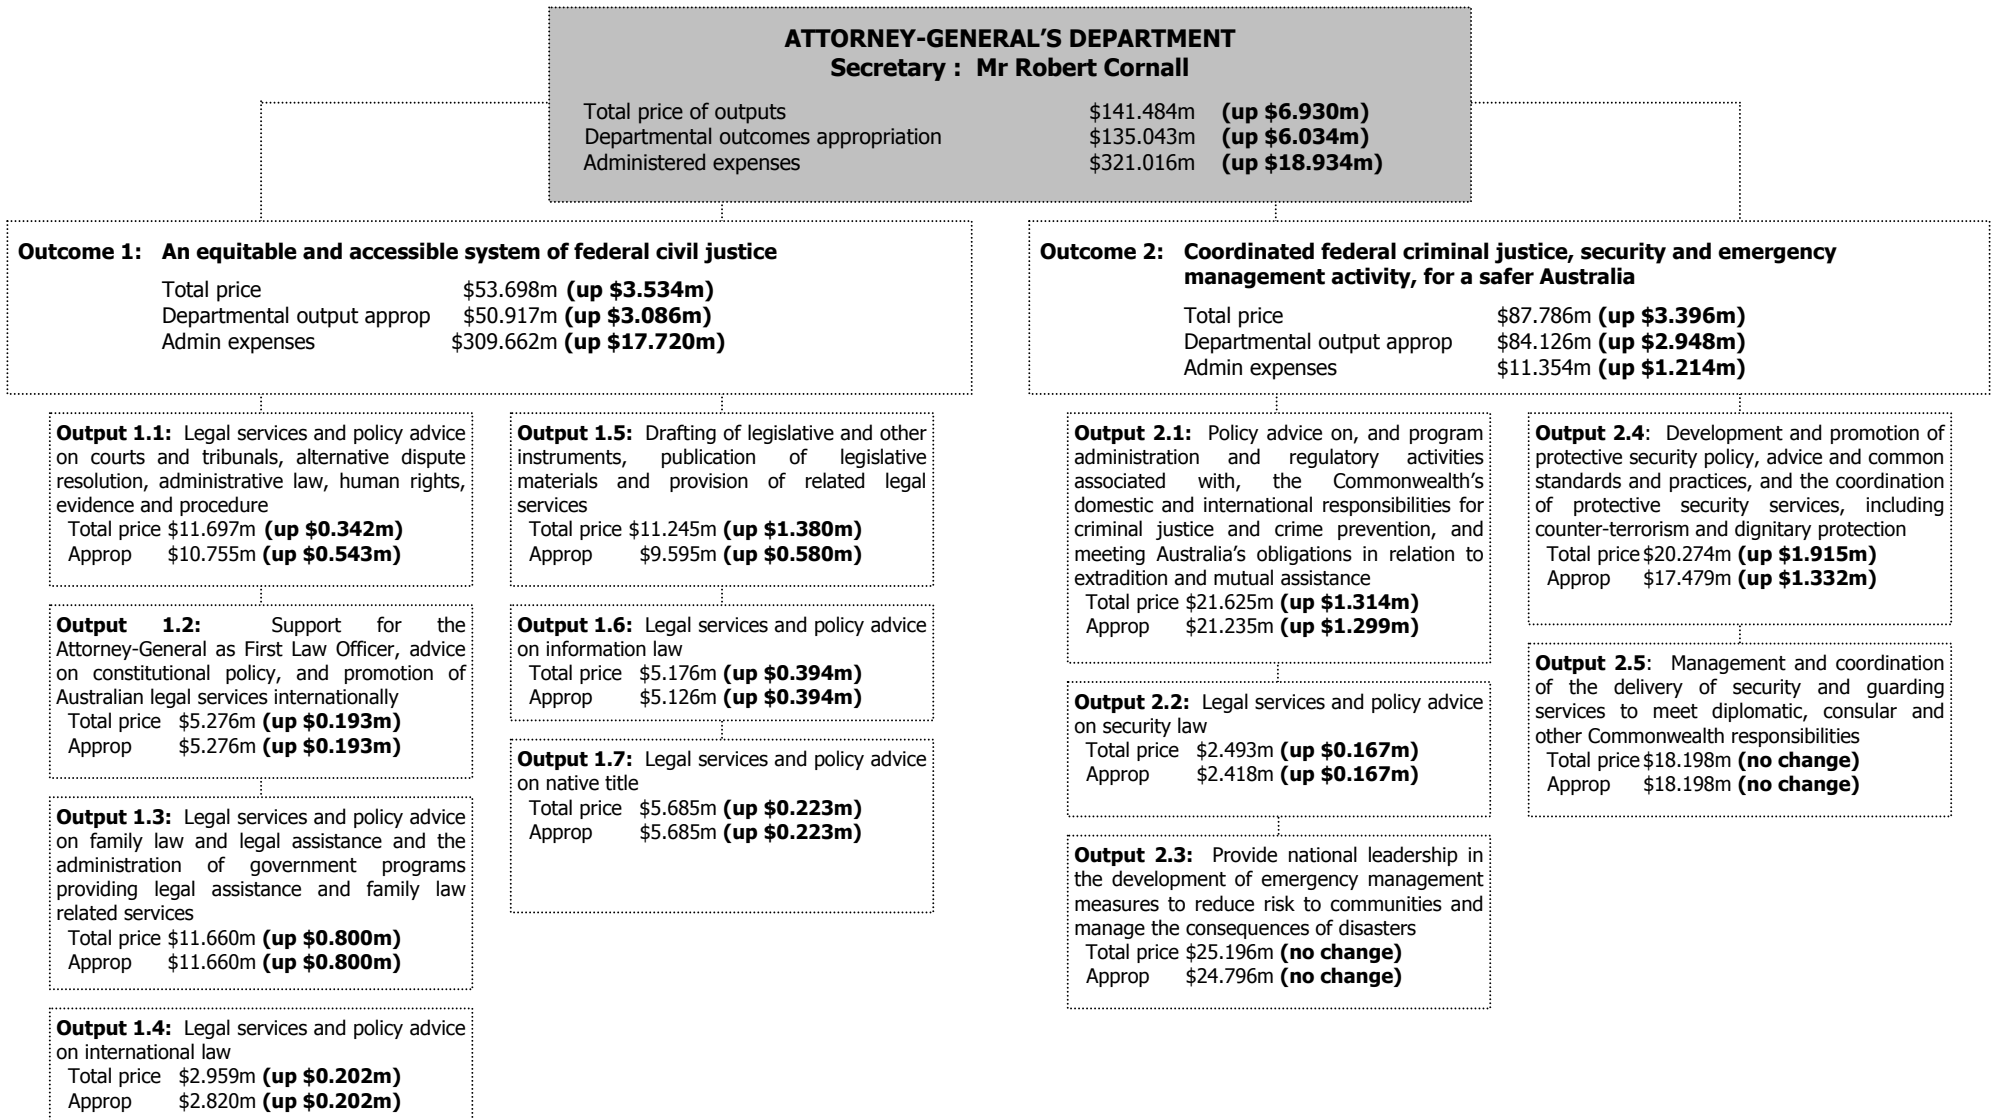 ATTORNEY-GENERAL’S DEPARTMENT
Secretary : Mr Robert Cornall
Total price of outputs $141.484m (up $6.930m)
Departmental outcomes appropriation $135.043m (up $6.034m)
Administered expenses $321.016m (up $18.934m)
Outcome 1: An equitable and accessible system of federal civil justice
Total price $53.698m (up $3.534m)
Departmental output approp $50.917m (up $3.086m)
Admin expenses $309.662m (up $17.720m)
Outcome 2: Coordinated federal criminal justice, security and emergency
management activity, for a safer Australia
Total price $87.786m (up $3.396m)
Departmental output approp $84.126m (up $2.948m)
Admin expenses $11.354m (up $1.214m)
Output 1.1: Legal services and policy advice
on courts and tribunals, alternative dispute
resolution, administrative law, human rights,
evidence and procedure
Total price $11.697m (up $0.342m)
Approp $10.755m (up $0.543m)
Output 1.2: Support for the
Attorney-General as First Law Officer, advice
on constitutional policy, and promotion of
Australian legal services internationally
Total price $5.276m (up $0.193m)
Approp $5.276m (up $0.193m)
Output 1.3: Legal services and policy advice
on family law and legal assistance and the
administration of government programs
providing legal assistance and family law
related services
Total price $11.660m (up $0.800m)
Approp $11.660m (up $0.800m)
Output 1.4: Legal services and policy advice
on international law
Total price $2.959m (up $0.202m)
Approp $2.820m (up $0.202m)
Output 1.5: Drafting of legislative and other
instruments, publication of legislative
materials and provision of related legal
services
Total price $11.245m (up $1.380m)
Approp $9.595m (up $0.580m)
Output 1.6: Legal services and policy advice
on information law
Total price $5.176m (up $0.394m)
Approp $5.126m (up $0.394m)
Output 1.7: Legal services and policy advice
on native title
Total price $5.685m (up $0.223m)
Approp $5.685m (up $0.223m)
Output 2.1: Policy advice on, and program
administration and regulatory activities
associated with, the Commonwealth’s
domestic and international responsibilities for
criminal justice and crime prevention, and
meeting Australia’s obligations in relation to
extradition and mutual assistance
Total price $21.625m (up $1.314m)
Approp $21.235m (up $1.299m)
Output 2.2: Legal services and policy advice
on security law
Total price $2.493m (up $0.167m)
Approp $2.418m (up $0.167m)
Output 2.3: Provide national leadership in
the development of emergency management
measures to reduce risk to communities and
manage the consequences of disasters
Total price $25.196m (no change)
Approp $24.796m (no change)
Output 2.4: Development and promotion of
protective security policy, advice and common
standards and practices, and the coordination
of protective security services, including
counter-terrorism and dignitary protection
Total price $20.274m (up $1.915m)
Approp $17.479m (up $1.332m)
Output 2.5: Management and coordination
of the delivery of security and guarding
services to meet diplomatic, consular and
other Commonwealth responsibilities
Total price $18.198m (no change)
Approp $18.198m (no change)